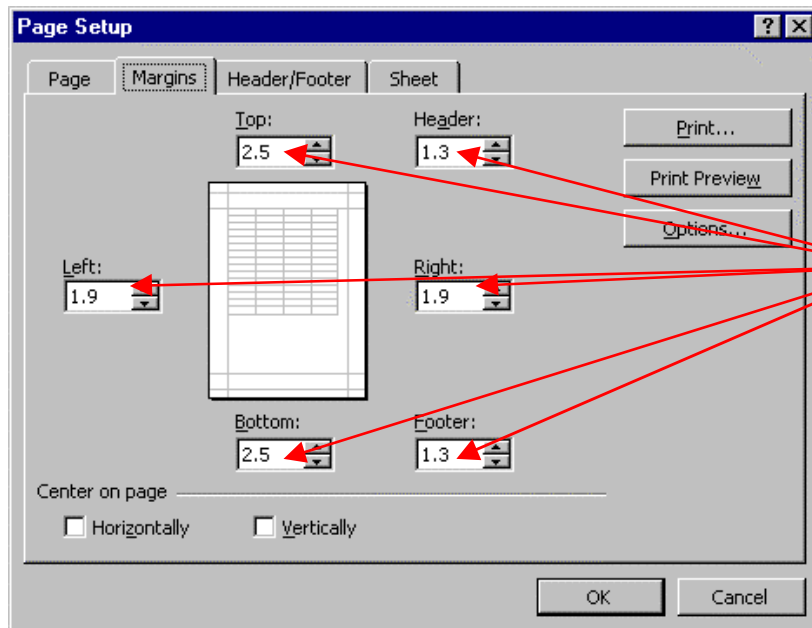 Page Setup
Page Margins Header/Footer Sheet
Top: Header:
2.5 1.3
Print...
Print Preview
Options...
Left: Right:
1.9 1.9
Bottom: Footer:
2.5 1.3
Center on page
Horizontally Vertically
OK Cancel